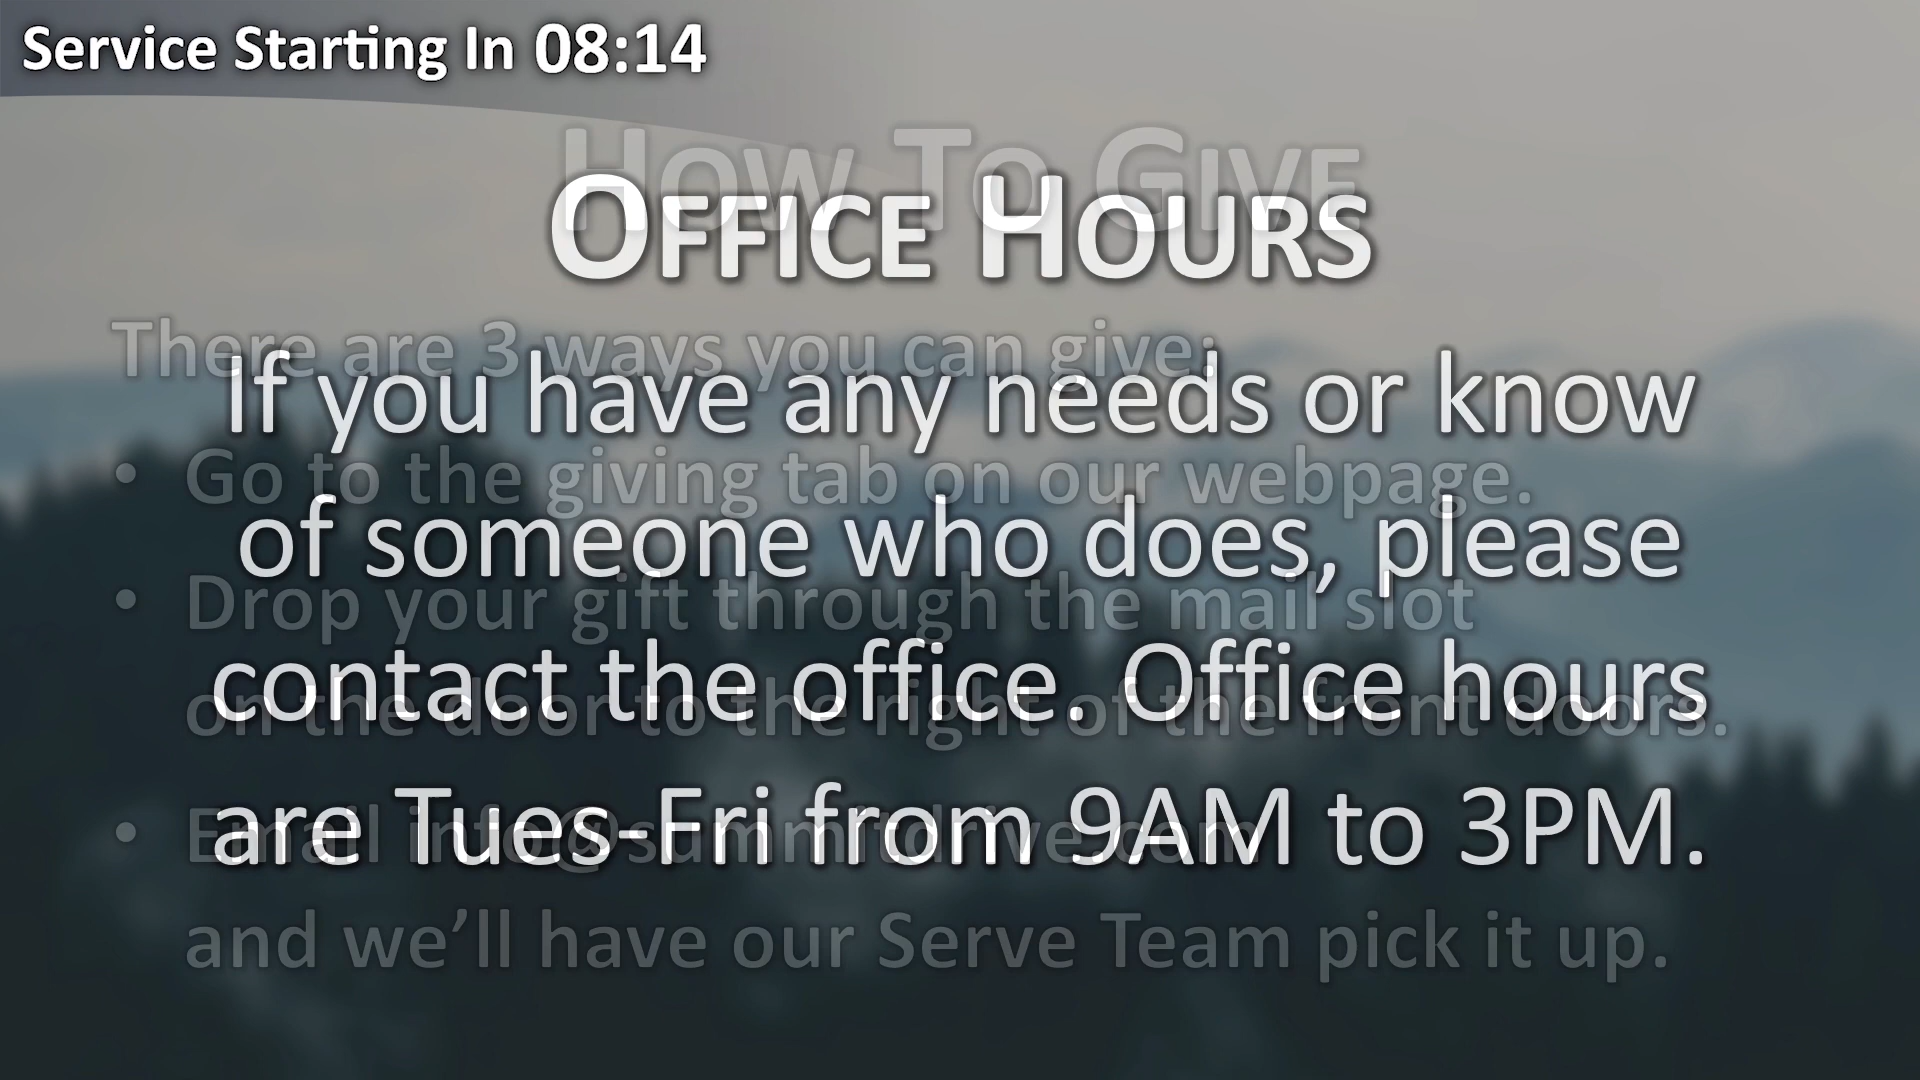 Service Starting In 08:14
How To Give
Office Hours
There are 3 ways you can give:
If you have any needs or know
• Go to the giving tab on our webpage.
of someone who does, please
• Drop your gift through the mail slot
contact the office. Office hours
on the door to the right of the front doors.
are Tues-Fri from 9AM to 3PM.
• Email info@summitdrive.com
and we’ll have our Serve Team pick it up.